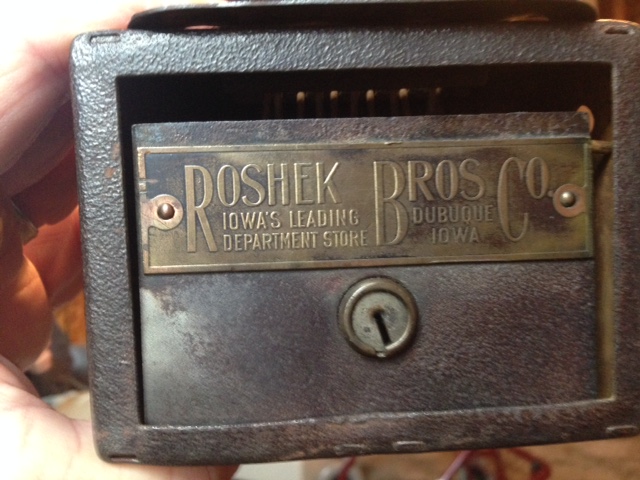 ROSHEK BROS CO.
IOWA'S LEADING DUBUQUE
DEPARTMENT STORE IOWA